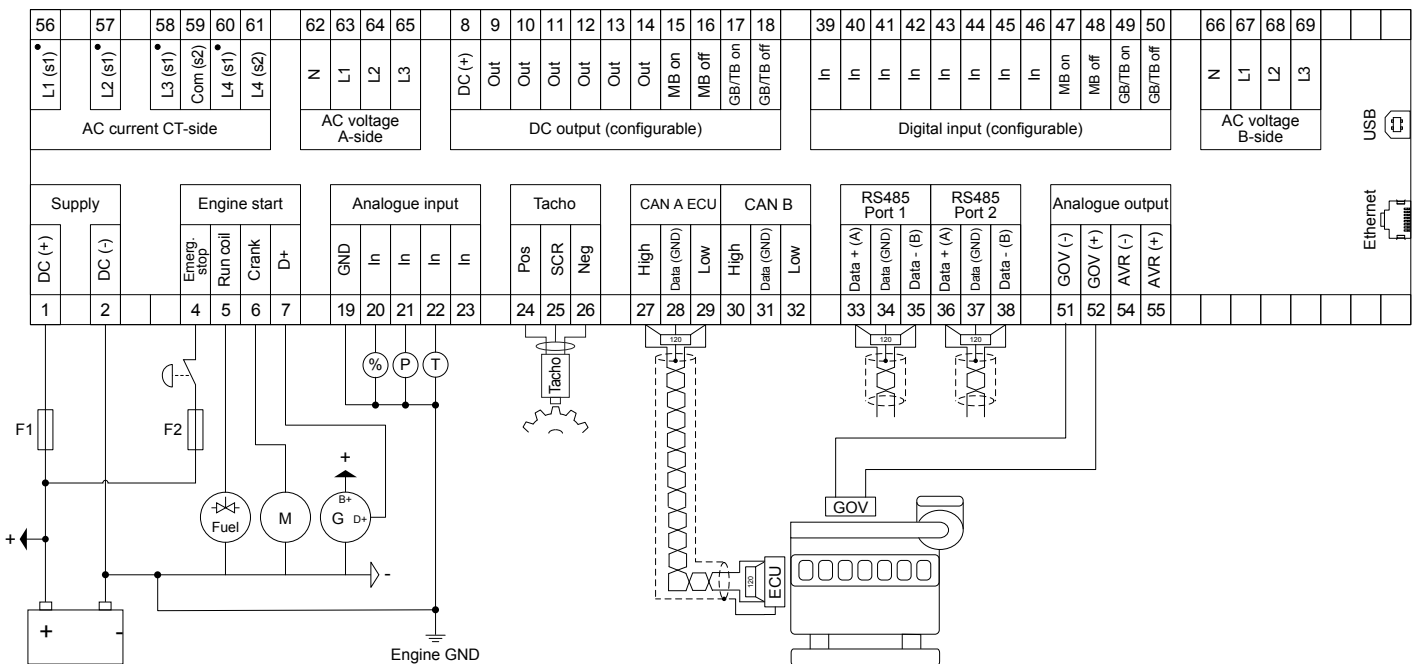 56 57 58 59 60 61 62 63 64 65 8 9 10 11 12 13 14 15 16 17 18 39 40 41 42 43 44 45 46 47 48 49 50 66 67 68 69
L1 (s1) L2 (s1) L3 (s1) Com (s2) L4 (s1) L4 (s2) N L1 L2 L3 DC (+) Out Out Out Out Out Out MB on MB off GB/TB on GB/TB off In In In In In In In In MB on MB off GB/TB on GB/TB off N L1 L2 L3
AC current CT-side
AC voltage
A-side
DC output (configurable)
Digital input (configurable)
AC voltage
B-side
USB
Ethernet
Supply
Engine start
Analogue input
Tacho
CAN A ECU
CAN B
RS485
Port 1
RS485
Port 2
Analogue output
DC (+) DC (-) Emerg. stop Run coil Crank D+ GND In In In In Pos SCR Neg High Data (GND) Low High Data (GND) Low Data + (A) Data (GND) Data - (B) Data + (A) Data (GND) Data - (B) GOV (-) GOV (+) AVR (-) AVR (+)
1 2 4 5 6 7 19 20 21 22 23 24 25 26 27 28 29 30 31 32 33 34 35 36 37 38 51 52 54 55
120 120 120
% P T
Tacho
F1
F2
+
B+
Fuel
M
G D+
GOV
+
-
120
ECU
+ -
Engine GND